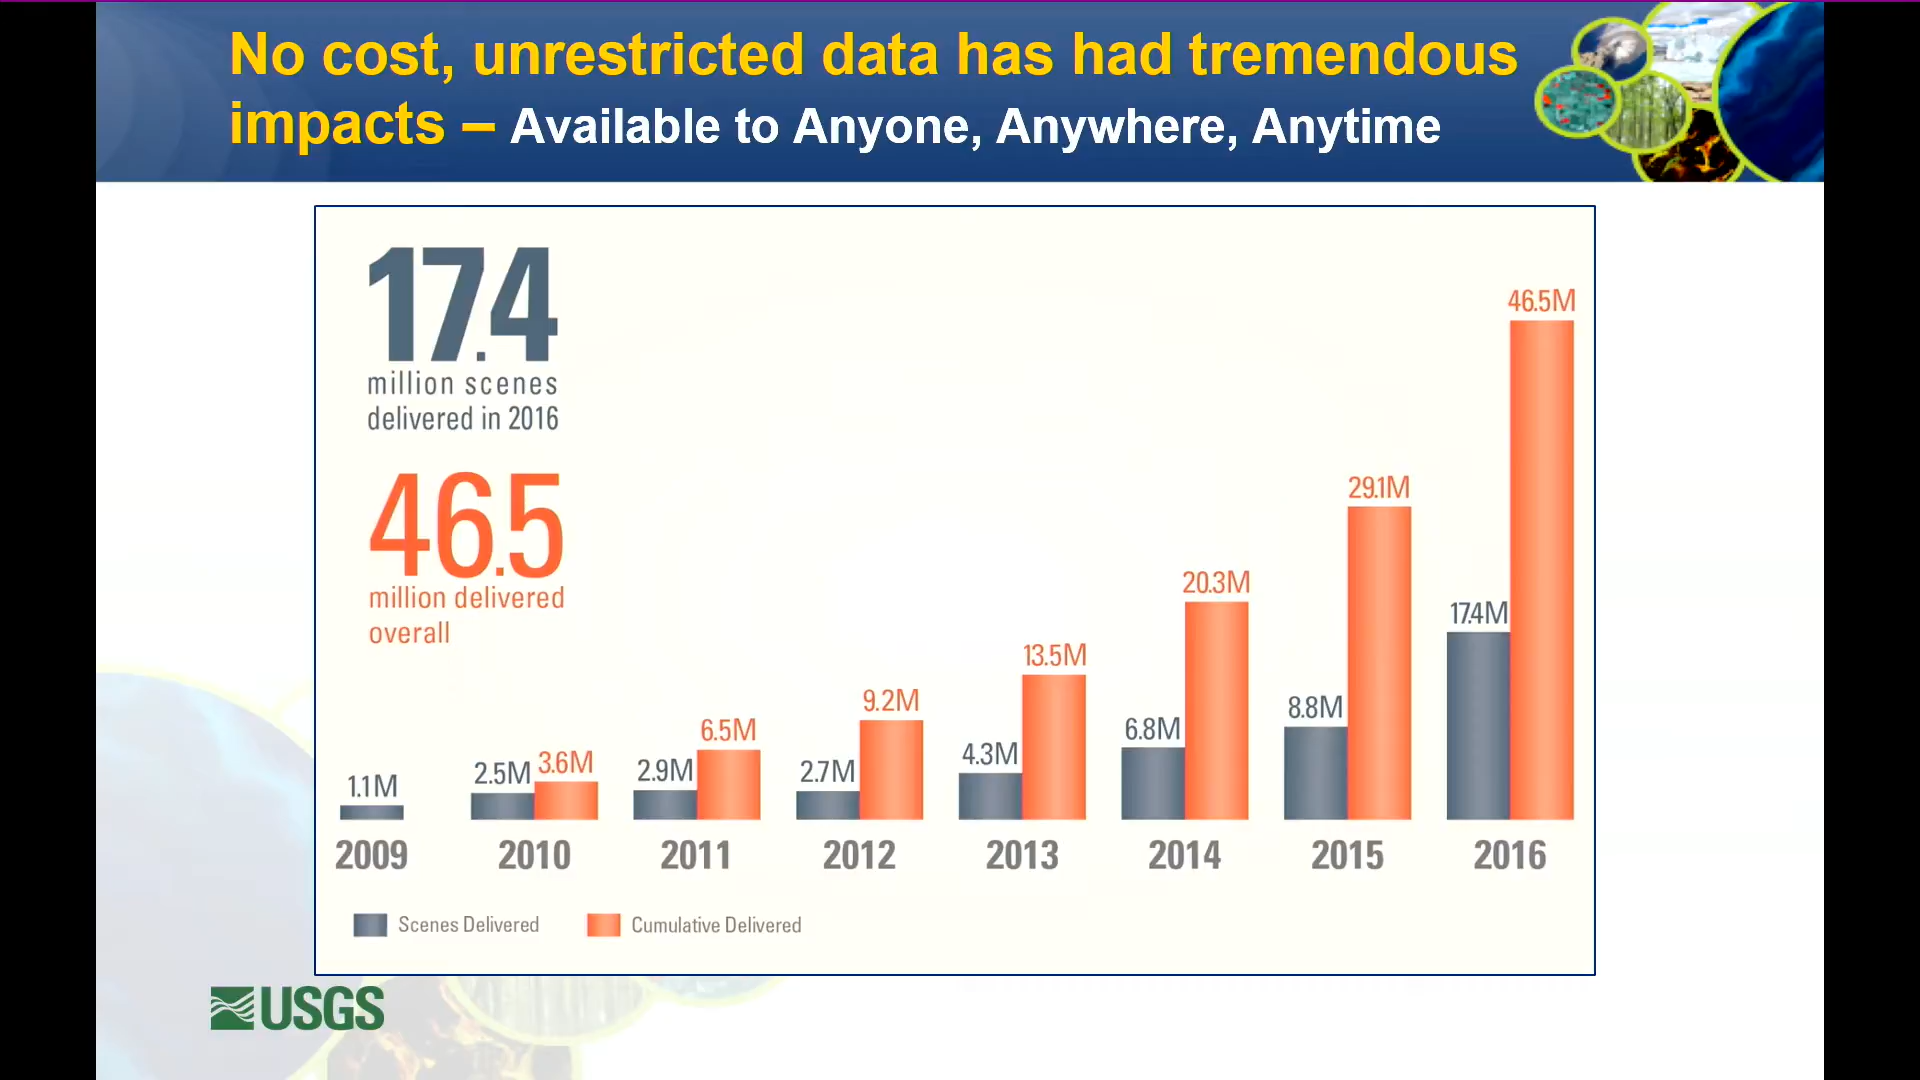 No cost, unrestricted data has had tremendous
impacts – Available to Anyone, Anywhere, Anytime
17.4
million scenes
delivered in 2016
46.5
million delivered
overall
1.1M
2.5M
3.6M
2.9M
6.5M
2.7M
9.2M
4.3M
13.5M
6.8M
20.3M
8.8M
29.1M
17.4M
46.5M
2009 2010 2011 2012 2013 2014 2015 2016
Scenes Delivered
Cumulative Delivered
USGS